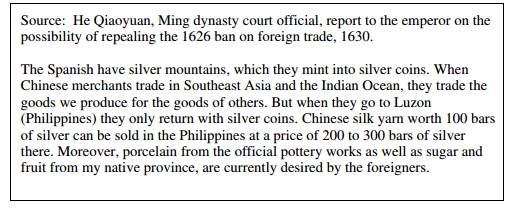 Source:  He Qiaoyuan, Ming dynasty court official, report to the emperor on the
possibility of repealing the 1626 ban on foreign trade, 1630.
The Spanish have silver mountains, which they mint into silver coins. When
Chinese merchants trade in Southeast Asia and the Indian Ocean, they trade the
goods we produce for the goods of others. But when they go to Luzon
(Philippines) they only return with silver coins. Chinese silk yarn worth 100 bars
of silver can be sold in the Philippines at a price of 200 to 300 bars of silver
there. Moreover, porcelain from the official pottery works as well as sugar and
fruit from my native province, are currently desired by the foreigners.